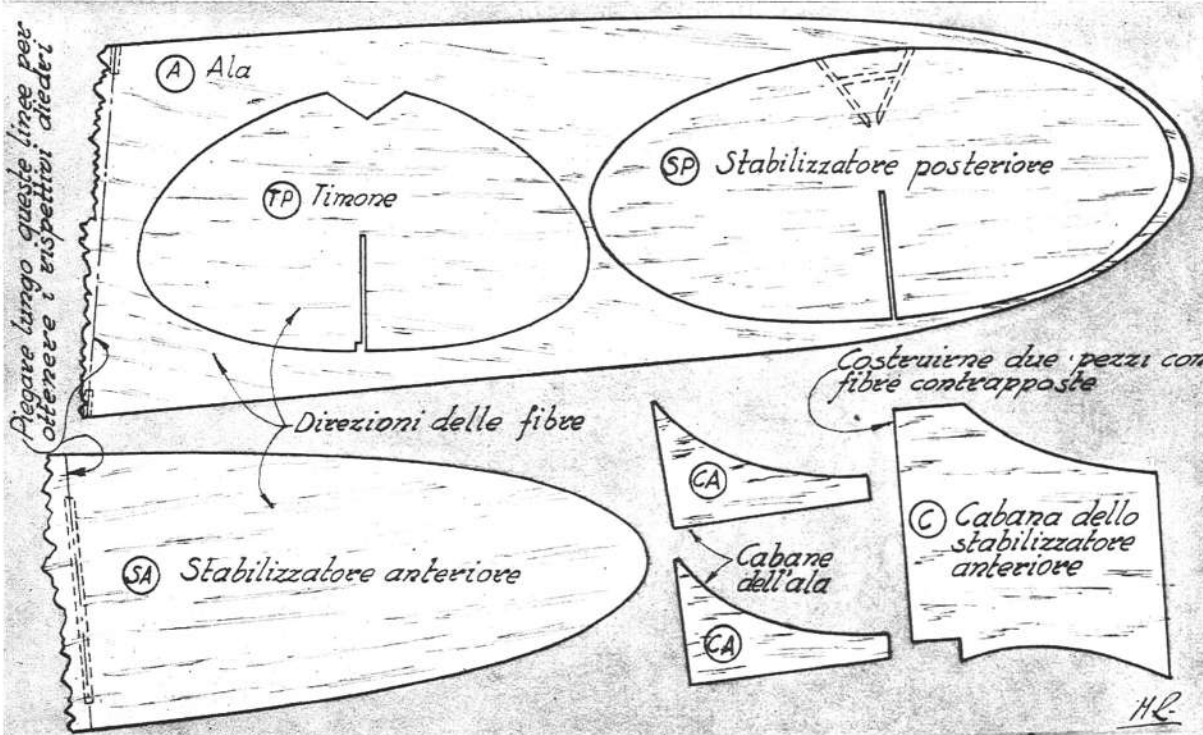 Piegare lungo queste linee per
ottenere i rispettivi diedri
A Ala
TP Timone
SP Stabilizzatore posteriore
Costruirne due pezzi con
fibre contrapposte
Direzioni delle fibre
SA Stabilizzatore anteriore
CA
Cabane
dell'ala
CA
C Cabana dello
stabilizzatore
anteriore